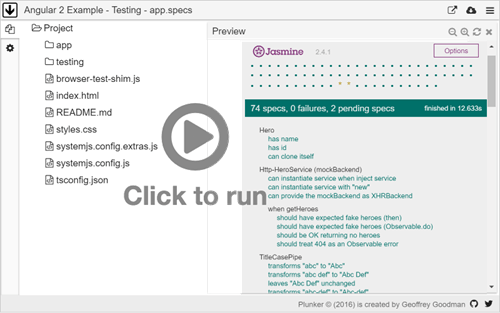 Angular 2 Example - Testing - app.specs
Project
app
testing
browser-test-shim.js
index.html
README.md
styles.css
systemjs.config.extras.js
systemjs.config.js
tsconfig.json
Click to run
Preview
Jasmine 2.4.1
Options
74 specs, 0 failures, 2 pending specs finished in 12.633s
Hero
has name
has id
can clone itself
Http-HeroService (mockBackend)
can instantiate service when inject service
can instantiate service with "new"
can provide the mockBackend as XHRBackend
when getHeroes
should have expected fake heroes (then)
should have expected fake heroes (Observable.do)
should be OK returning no heroes
should treat 404 as an Observable error
TitleCasePipe
transforms "abc" to "Abc"
transforms "abc def" to "Abc Def"
leaves "Abc Def" unchanged
transforms "abc-def" to "Abc-def"
Plunker © (2016) is created by Geoffrey Goodman